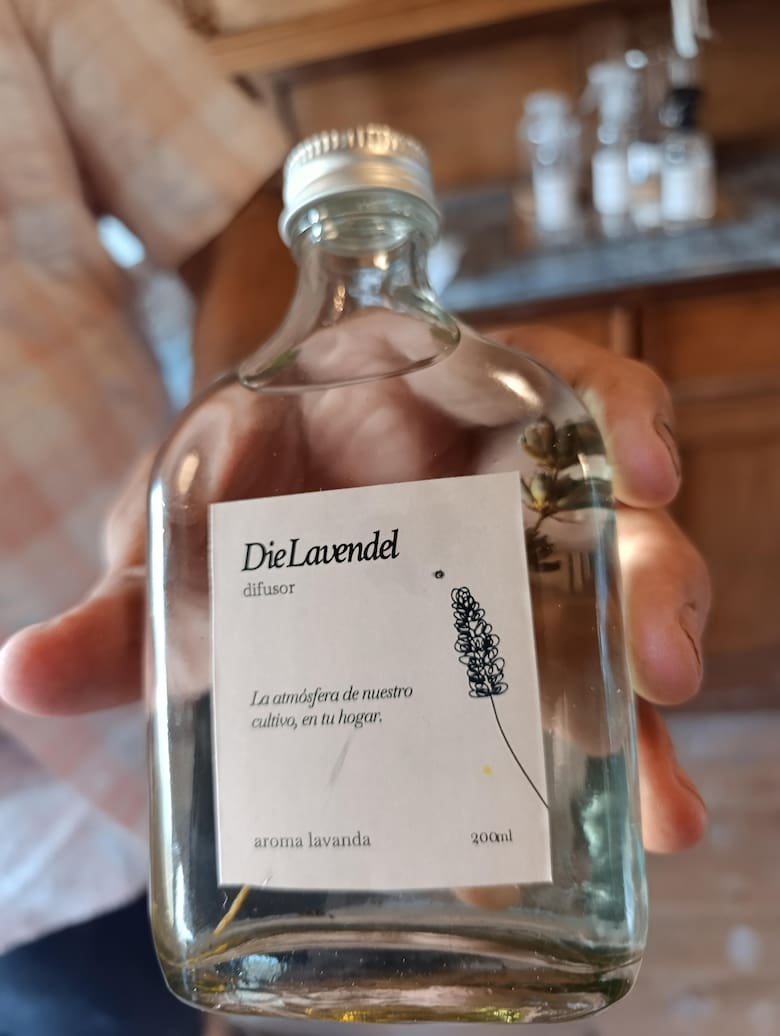 DieLavendel
difusor
La atmósfera de nuestro
cultivo, en tu hogar.
aroma lavanda
200ml